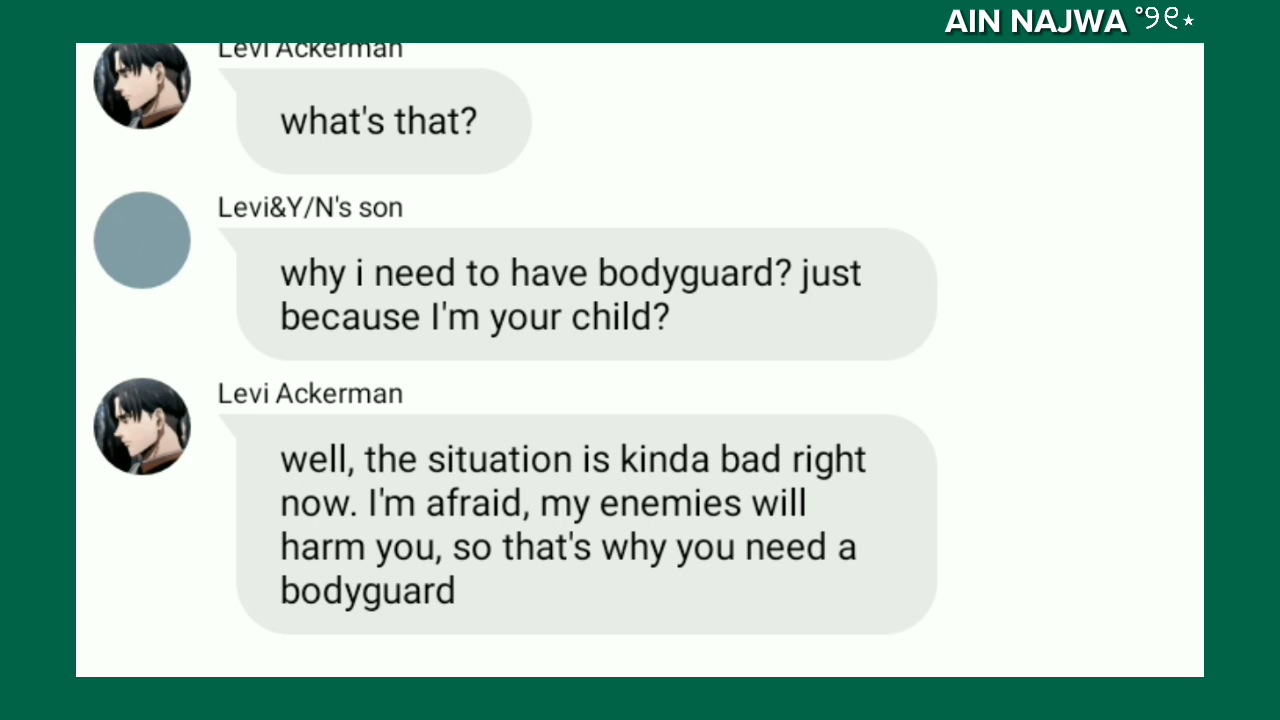 AIN NAJWA °୨୧⋆
Levi Ackerman
what's that?
Levi&Y/N's son
why i need to have bodyguard? just
because I'm your child?
Levi Ackerman
well, the situation is kinda bad right
now. I'm afraid, my enemies will
harm you, so that's why you need a
bodyguard